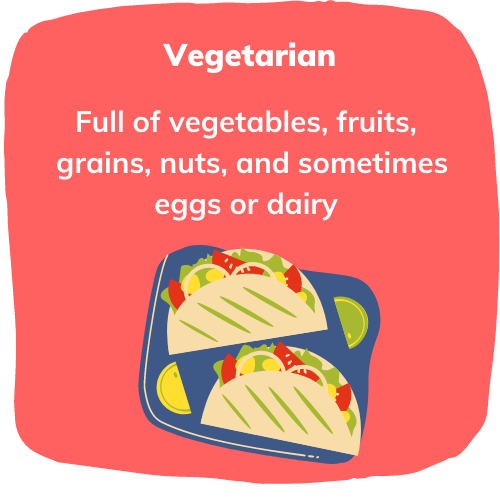 Vegetarian
Full of vegetables, fruits,
grains, nuts, and sometimes
eggs or dairy